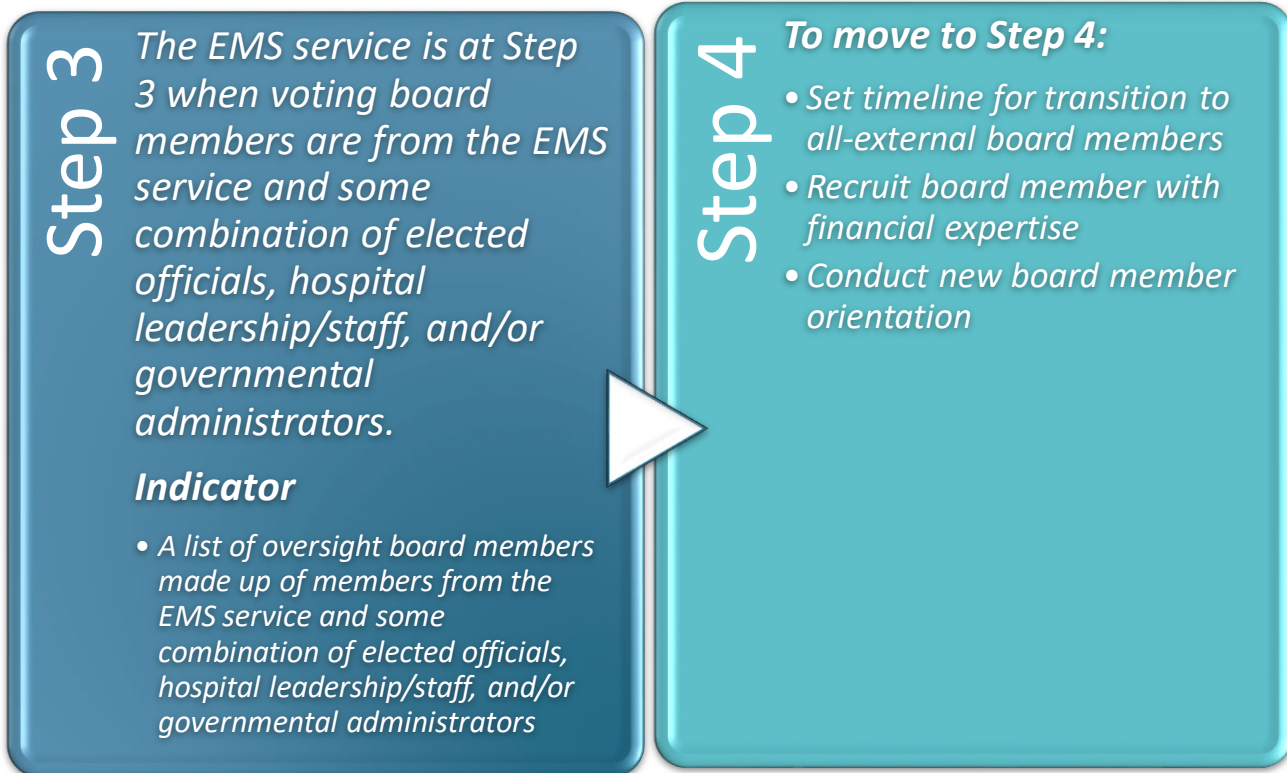 Step 3
The EMS service is at Step
3 when voting board
members are from the EMS
service and some
combination of elected
officials, hospital
leadership/staff, and/or
governmental
administrators.
Indicator
• A list of oversight board members
made up of members from the
EMS service and some
combination of elected officials,
hospital leadership/staff, and/or
governmental administrators
Step 4
To move to Step 4:
• Set timeline for transition to
all-external board members
• Recruit board member with
financial expertise
• Conduct new board member
orientation